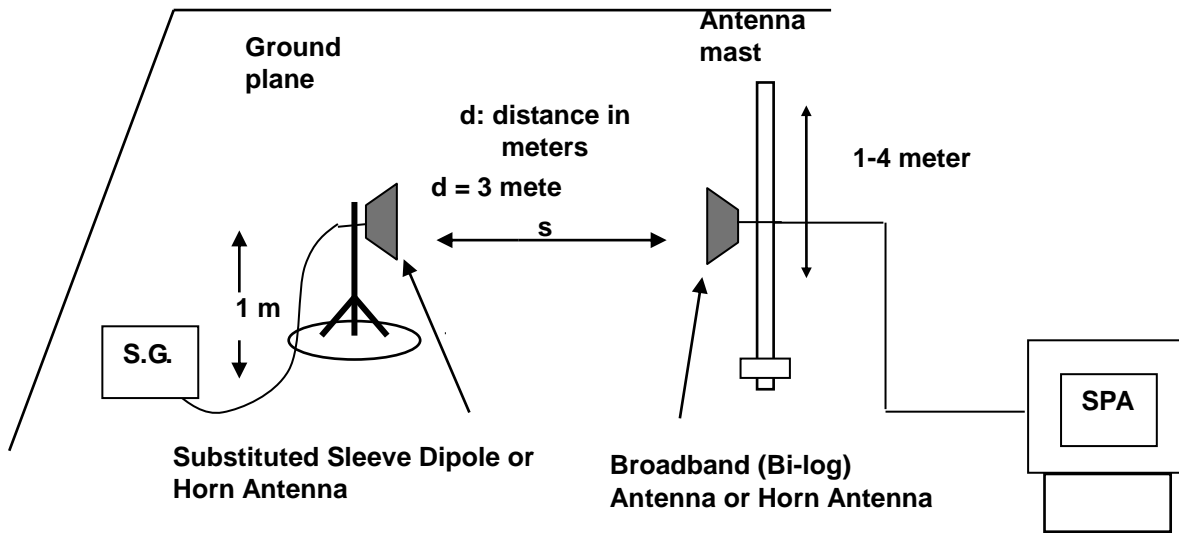 Ground
plane
Antenna
mast
d: distance in
meters
d = 3 mete
s
1-4 meter
1 m
S.G.
SPA
Substituted Sleeve Dipole or
Horn Antenna
Broadband (Bi-log)
Antenna or Horn Antenna